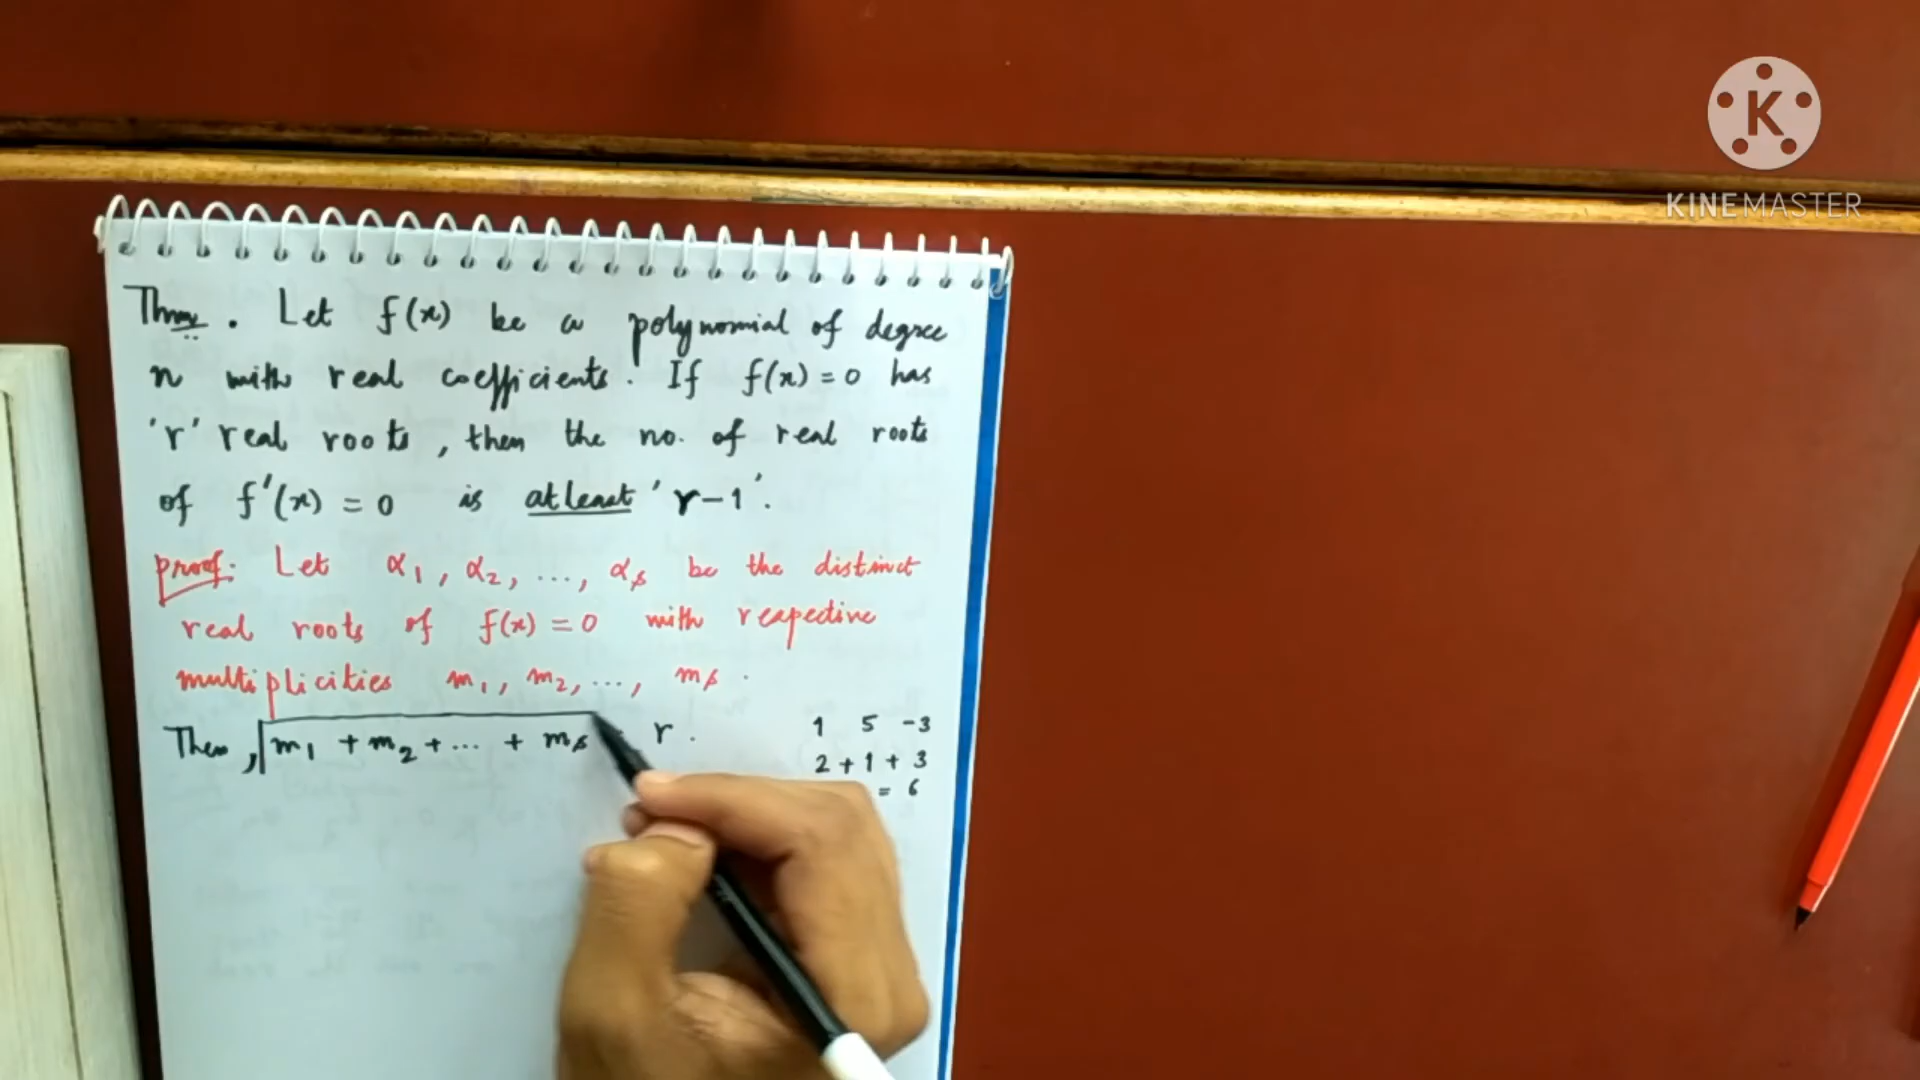 KINEMASTER
Thm. Let f(x) be a polynomial of degree
n with real coefficients. If f(x) = 0 has
'r' real roots, then the no. of real roots
of f'(x) = 0 is atleast 'r-1'.
proof: Let α₁, α₂, ..., αₛ be the distinct
real roots of f(x) = 0 with respective
multiplicities m₁, m₂, ..., mₛ.
Then, m₁ + m₂ + ... + mₛ r.
1 5 -3
2 + 1 + 3
= 6